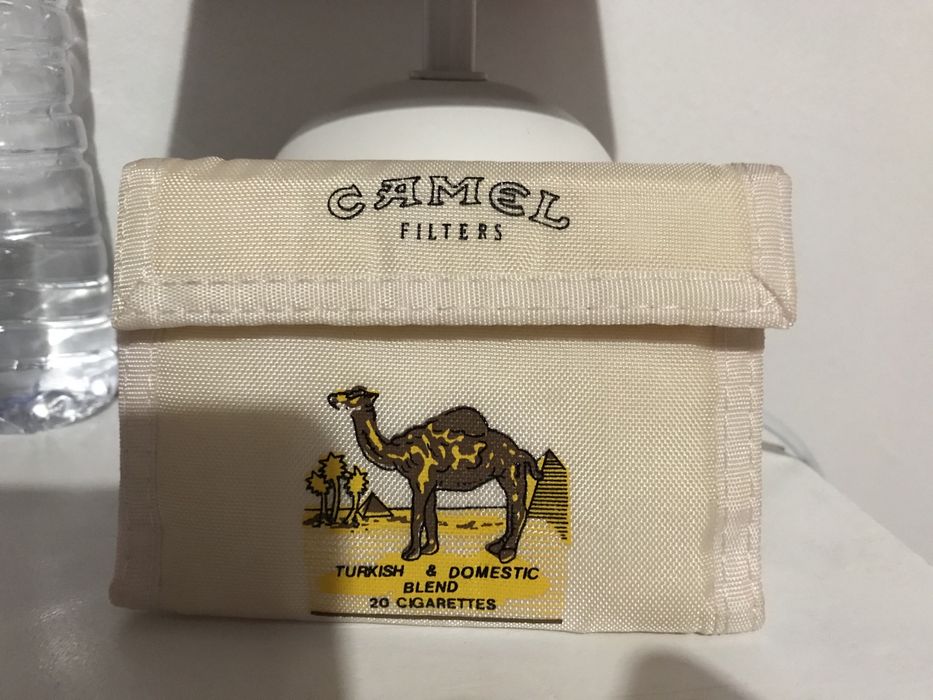 CAMEL
FILTERS
TURKISH & DOMESTIC
BLEND
20 CIGARETTES